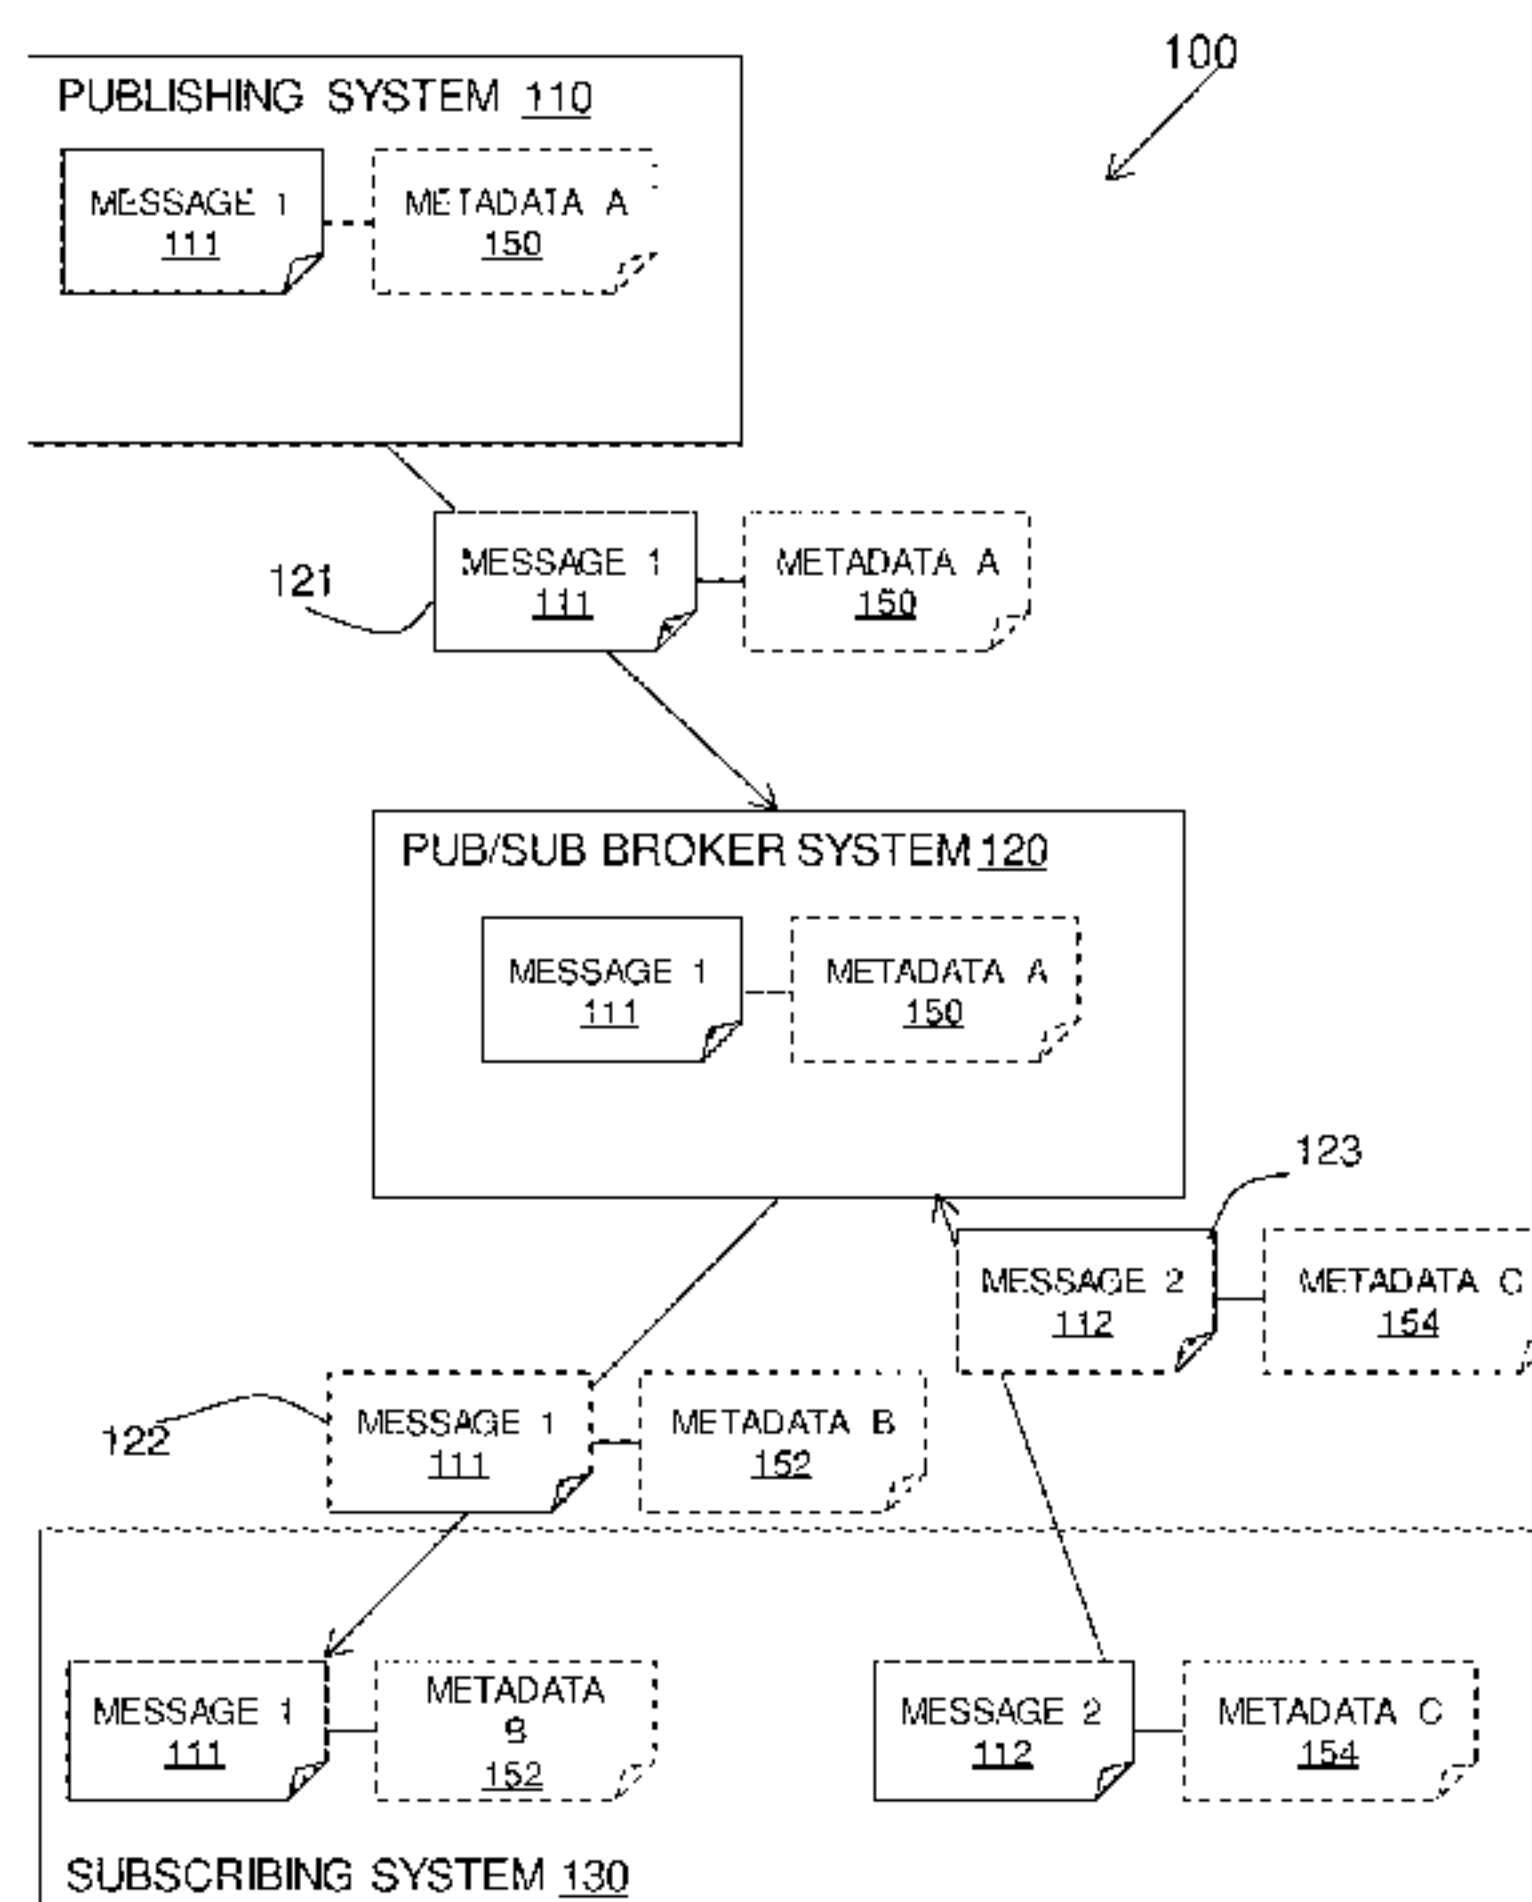 100
PUBLISHING SYSTEM 110
MESSAGE 1
111
METADATA A
150
121
MESSAGE 1
111
METADATA A
150
PUB/SUB BROKER SYSTEM 120
MESSAGE 1
111
METADATA A
150
123
MESSAGE 2
112
METADATA C
154
122
MESSAGE 1
111
METADATA B
152
MESSAGE 1
111
METADATA
B
152
MESSAGE 2
112
METADATA C
154
SUBSCRIBING SYSTEM 130